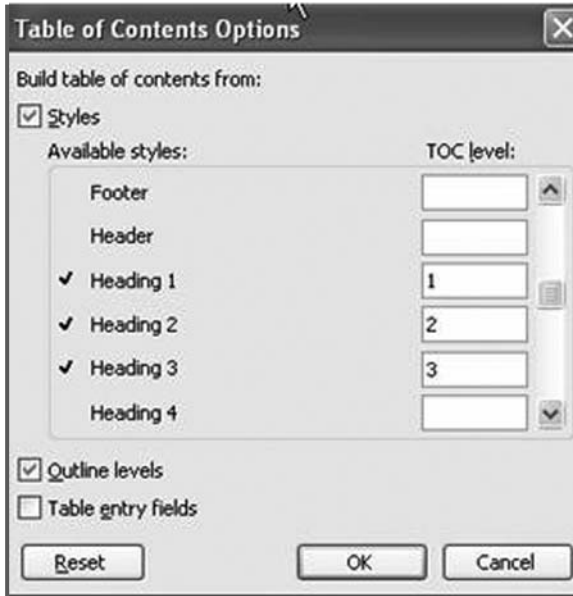 Table of Contents Options
Build table of contents from:
Styles
Available styles: TOC level:
Footer
Header
Heading 1 1
Heading 2 2
Heading 3 3
Heading 4
Outline levels
Table entry fields
Reset OK Cancel